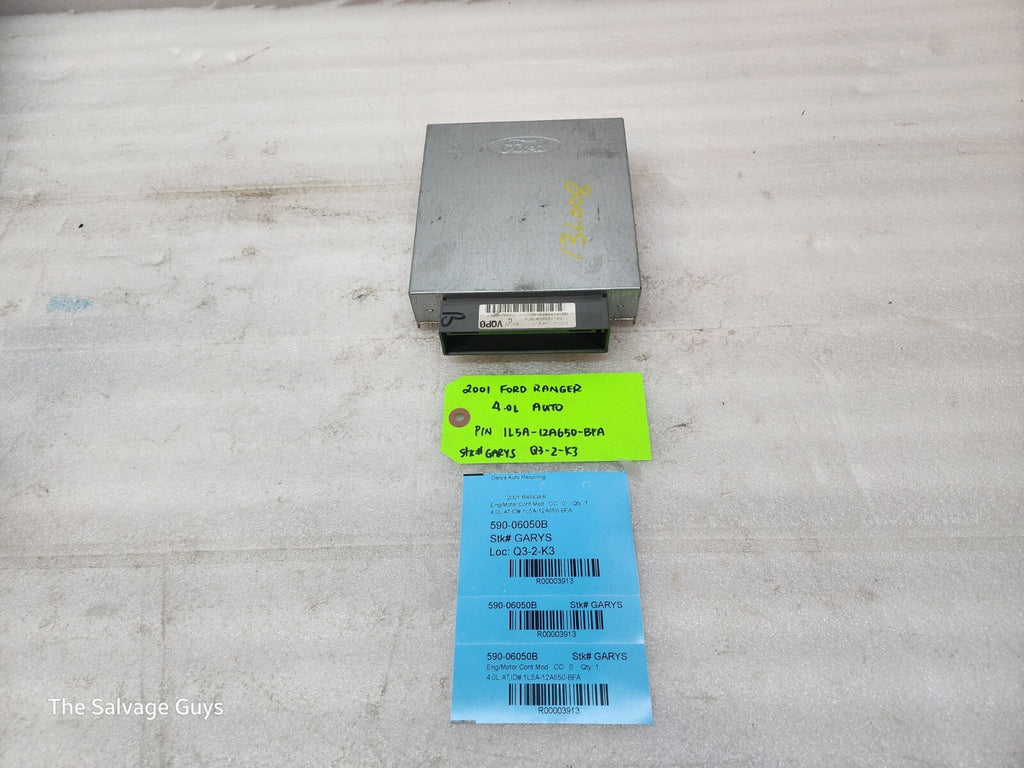 Ford
136008
VQP0
2001 FORD RANGER
4.0L AUTO
P/N 1L5A-12A650-BFA
Stk# GARYS Q3-2-K3
Gary's Auto Recycling
2001 RANGER
Eng/Motor Cont Mod CC: 0 Qty: 1
4.0L AT ID# 1L5A-12A650-BFA
590-06050B
Stk# GARYS
Loc: Q3-2-K3
R00003913
590-06050B Stk# GARYS
R00003913
590-06050B Stk# GARYS
Eng/Motor Cont Mod CC: 0 Qty: 1
4.0L AT ID# 1L5A-12A650-BFA
R00003913
The Salvage Guys